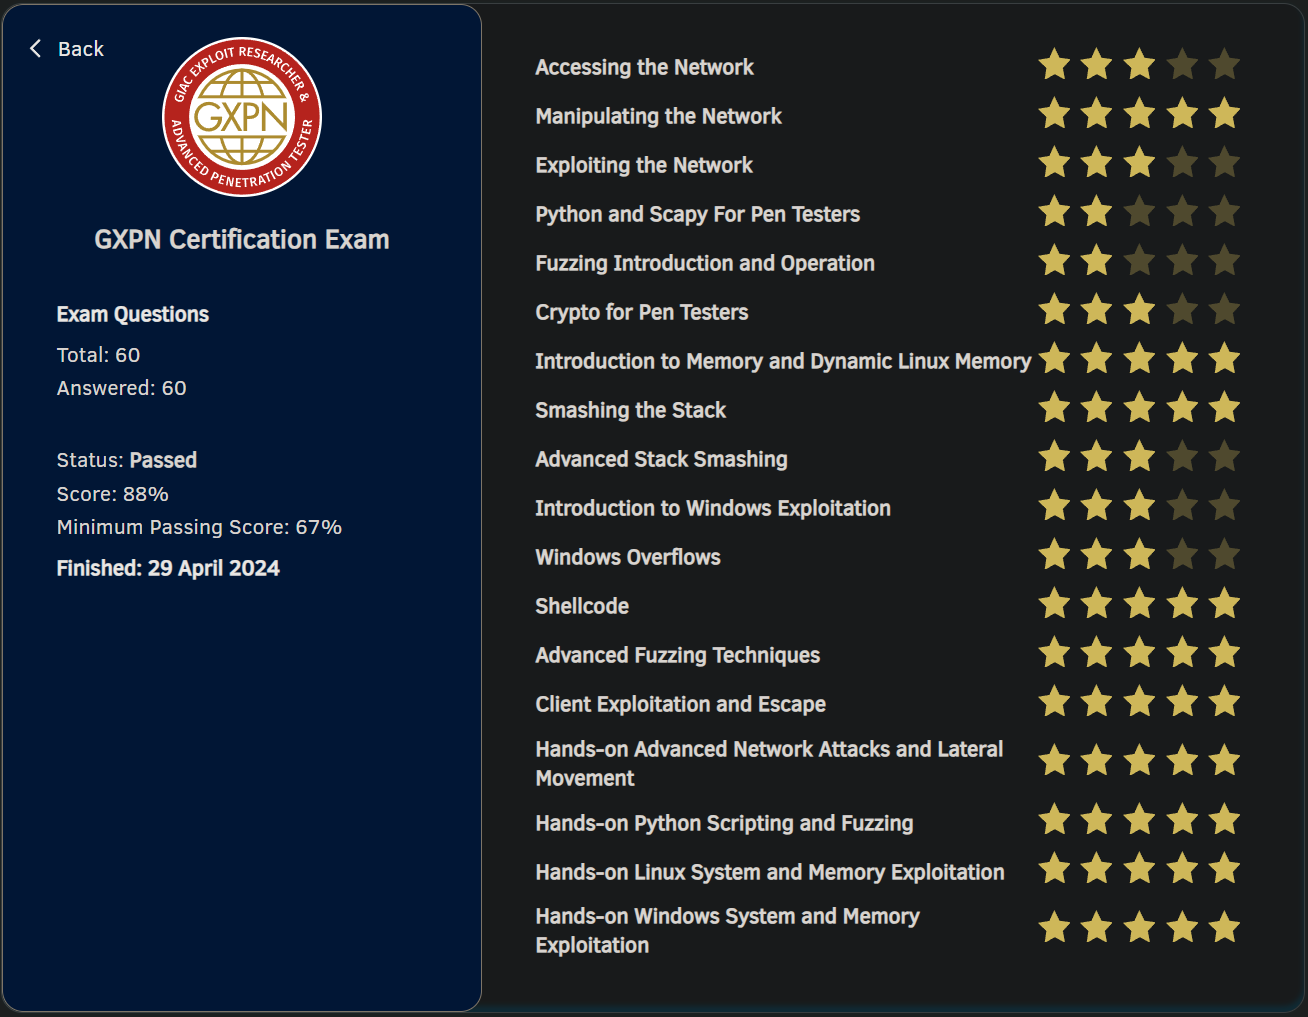 Back
GIAC EXPLOIT RESEARCHER &
GXPN
ADVANCED PENETRATION TESTER
GXPN Certification Exam
Exam Questions
Total: 60
Answered: 60
Status: Passed
Score: 88%
Minimum Passing Score: 67%
Finished: 29 April 2024
Accessing the Network
Manipulating the Network
Exploiting the Network
Python and Scapy For Pen Testers
Fuzzing Introduction and Operation
Crypto for Pen Testers
Introduction to Memory and Dynamic Linux Memory
Smashing the Stack
Advanced Stack Smashing
Introduction to Windows Exploitation
Windows Overflows
Shellcode
Advanced Fuzzing Techniques
Client Exploitation and Escape
Hands-on Advanced Network Attacks and Lateral
Movement
Hands-on Python Scripting and Fuzzing
Hands-on Linux System and Memory Exploitation
Hands-on Windows System and Memory
Exploitation